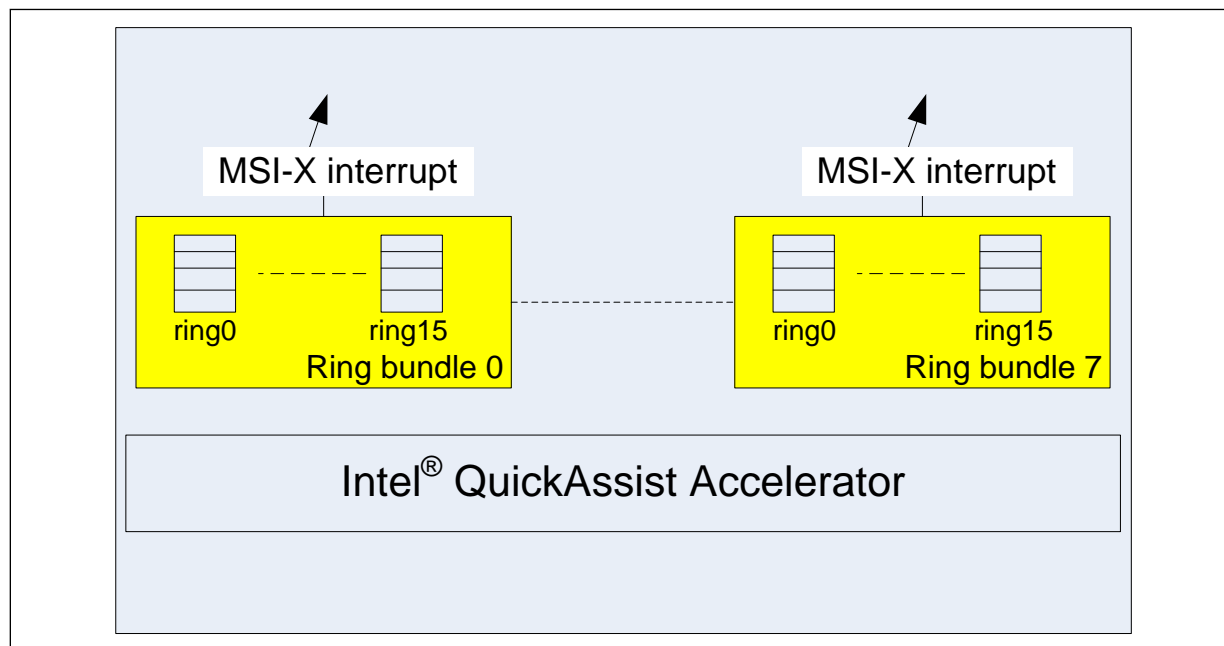 MSI-X interrupt
MSI-X interrupt
ring0
ring15
Ring bundle 0
ring0
ring15
Ring bundle 7
Intel® QuickAssist Accelerator